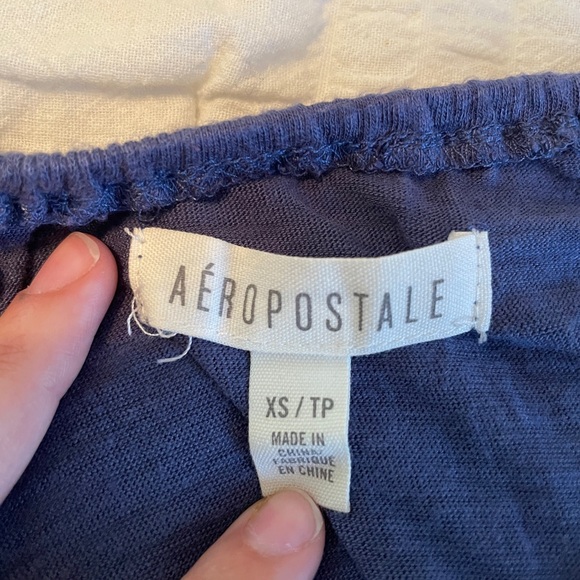 AÉROPOSTALE
XS / TP
MADE IN
CHINA/
FABRIQUÉ
EN CHINE